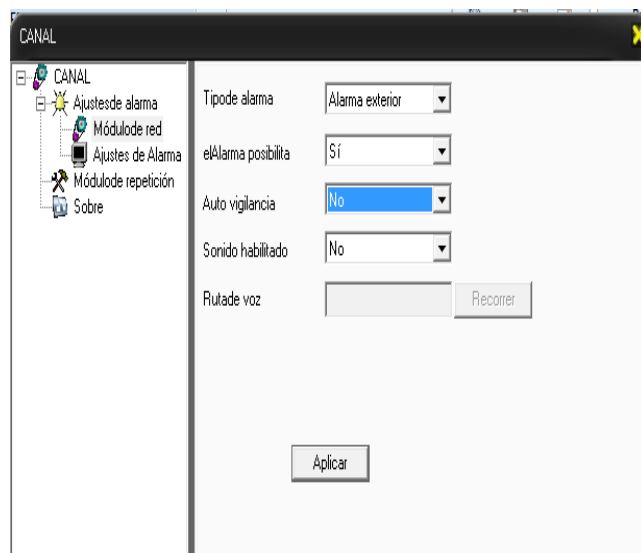 CANAL
CANAL
Ajustesde alarma
Módulode red
Ajustes de Alarma
Módulode repetición
Sobre
Tipode alarma
Alarma exterior
elAlarma posibilita
Sí
Auto vigilancia
No
Sonido habilitado
No
Rutade voz
Recorrer
Aplicar